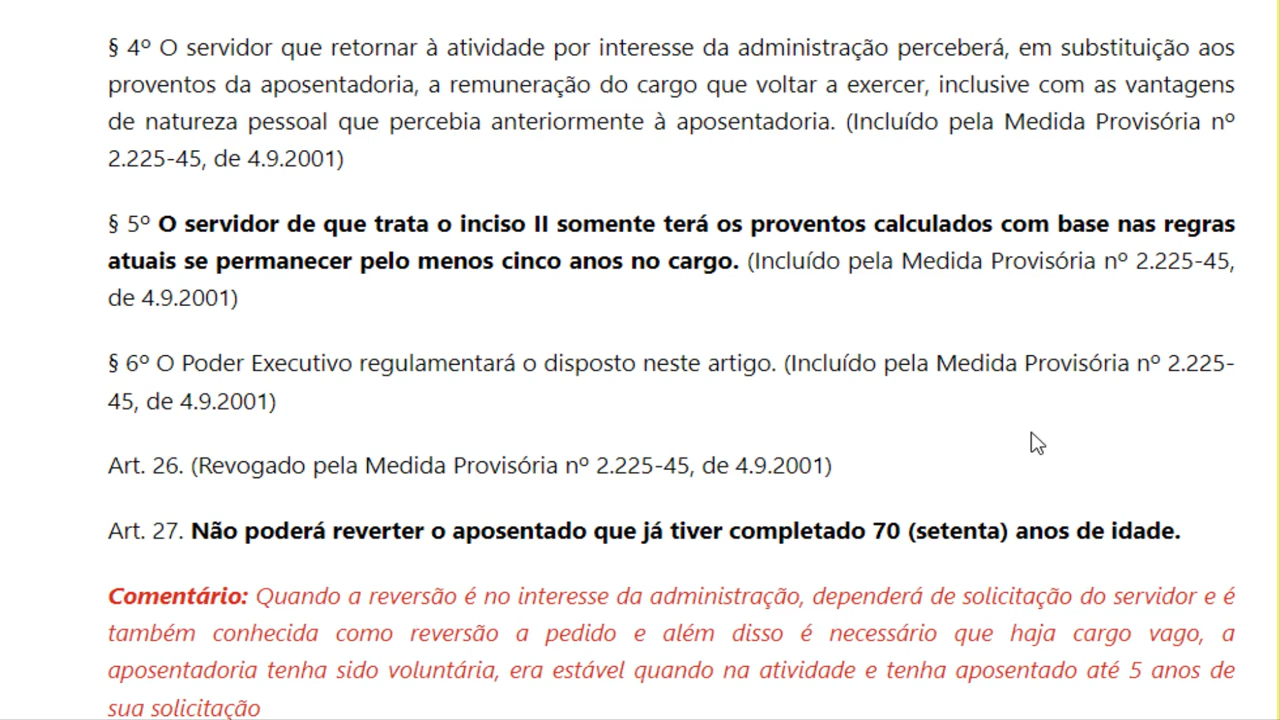 § 4º O servidor que retornar à atividade por interesse da administração perceberá, em substituição aos
proventos da aposentadoria, a remuneração do cargo que voltar a exercer, inclusive com as vantagens
de natureza pessoal que percebia anteriormente à aposentadoria. (Incluído pela Medida Provisória nº
2.225-45, de 4.9.2001)
§ 5º O servidor de que trata o inciso II somente terá os proventos calculados com base nas regras
atuais se permanecer pelo menos cinco anos no cargo. (Incluído pela Medida Provisória nº 2.225-45,
de 4.9.2001)
§ 6º O Poder Executivo regulamentará o disposto neste artigo. (Incluído pela Medida Provisória nº 2.225-
45, de 4.9.2001)
Art. 26. (Revogado pela Medida Provisória nº 2.225-45, de 4.9.2001)
Art. 27. Não poderá reverter o aposentado que já tiver completado 70 (setenta) anos de idade.
Comentário: Quando a reversão é no interesse da administração, dependerá de solicitação do servidor e é
também conhecida como reversão a pedido e além disso é necessário que haja cargo vago, a
aposentadoria tenha sido voluntária, era estável quando na atividade e tenha aposentado até 5 anos de
sua solicitação